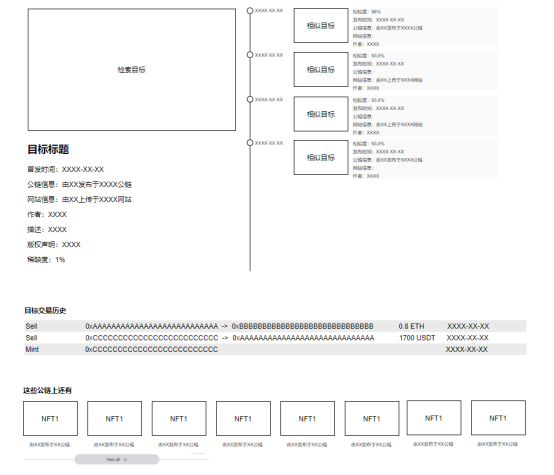 检索目标
目标标题
首发时间：XXXX-XX-XX
公链信息：由XX发布于XXXX公链
网站信息：由XX上传于XXXX网站
作者：XXXX
描述：XXXX
版权声明：XXXX
稀缺度：1%
XXXX-XX-XX
相似目标
相似度：98%
发布时间：XXXX-XX-XX
公链信息：由XX发布于XXXX公链
网站信息：
作者：XXXX
XXXX-XX-XX
相似目标
相似度：93.6%
发布时间：XXXX-XX-XX
公链信息：
网站信息：由XX上传于XXXX网站
作者：XXXX
XXXX-XX-XX
相似目标
相似度：93.5%
发布时间：XXXX-XX-XX
公链信息：
网站信息：由XX上传于XXXX网站
作者：XXXX
XXXX-XX-XX
相似目标
相似度：93.6%
发布时间：XXXX-XX-XX
公链信息：由XX发布于XXXX公链
网站信息：
作者：XXXX
目标交易历史
Sell 0xAAAAAAAAAAAAAAAAAAAAAAAAAA -> 0xBBBBBBBBBBBBBBBBBBBBBBBBBBBB 0.8 ETH XXXX-XX-XX
Sell 0xCCCCCCCCCCCCCCCCCCCCCCCC -> 0xAAAAAAAAAAAAAAAAAAAAAAAAAA 1700 USDT XXXX-XX-XX
Mint 0xCCCCCCCCCCCCCCCCCCCCCCCC XXXX-XX-XX
这些公链上还有
NFT1 NFT1 NFT1 NFT1 NFT1 NFT1 NFT1 NFT1
由XX发布于XX公链 由XX发布于XX公链 由XX发布于XX公链 由XX发布于XX公链 由XX发布于XX公链 由XX发布于XX公链 由XX发布于XX公链 由XX发布于XX公链
View all